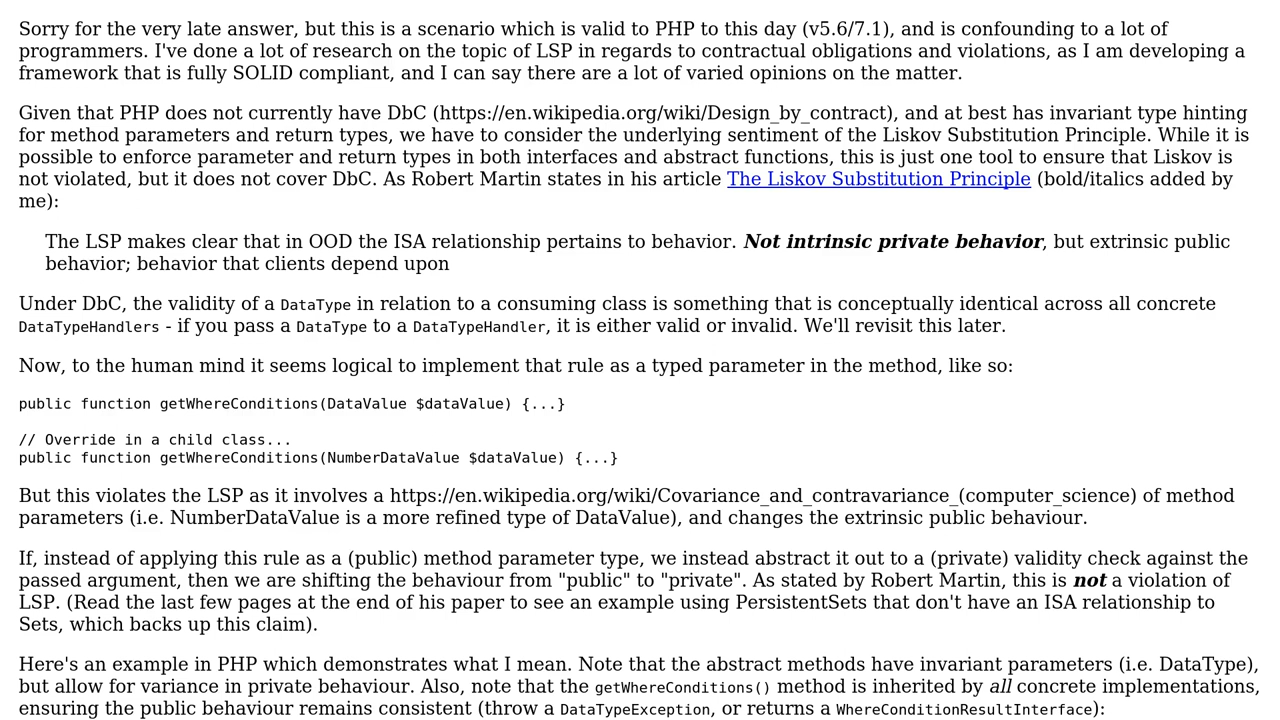 Sorry for the very late answer, but this is a scenario which is valid to PHP to this day (v5.6/7.1), and is confounding to a lot of
programmers. I've done a lot of research on the topic of LSP in regards to contractual obligations and violations, as I am developing a
framework that is fully SOLID compliant, and I can say there are a lot of varied opinions on the matter.
Given that PHP does not currently have DbC (https://en.wikipedia.org/wiki/Design_by_contract), and at best has invariant type hinting
for method parameters and return types, we have to consider the underlying sentiment of the Liskov Substitution Principle. While it is
possible to enforce parameter and return types in both interfaces and abstract functions, this is just one tool to ensure that Liskov is
not violated, but it does not cover DbC. As Robert Martin states in his article The Liskov Substitution Principle (bold/italics added by
me):
The LSP makes clear that in OOD the ISA relationship pertains to behavior. Not intrinsic private behavior, but extrinsic public
behavior; behavior that clients depend upon
Under DbC, the validity of a DataType in relation to a consuming class is something that is conceptually identical across all concrete
DataTypeHandlers - if you pass a DataType to a DataTypeHandler, it is either valid or invalid. We'll revisit this later.
Now, to the human mind it seems logical to implement that rule as a typed parameter in the method, like so:
public function getWhereConditions(DataValue $dataValue) {...}
// Override in a child class...
public function getWhereConditions(NumberDataValue $dataValue) {...}
But this violates the LSP as it involves a https://en.wikipedia.org/wiki/Covariance_and_contravariance_(computer_science) of method
parameters (i.e. NumberDataValue is a more refined type of DataValue), and changes the extrinsic public behaviour.
If, instead of applying this rule as a (public) method parameter type, we instead abstract it out to a (private) validity check against the
passed argument, then we are shifting the behaviour from "public" to "private". As stated by Robert Martin, this is not a violation of
LSP. (Read the last few pages at the end of his paper to see an example using PersistentSets that don't have an ISA relationship to
Sets, which backs up this claim).
Here's an example in PHP which demonstrates what I mean. Note that the abstract methods have invariant parameters (i.e. DataType),
but allow for variance in private behaviour. Also, note that the getWhereConditions() method is inherited by all concrete implementations,
ensuring the public behaviour remains consistent (throw a DataTypeException, or returns a WhereConditionResultInterface):